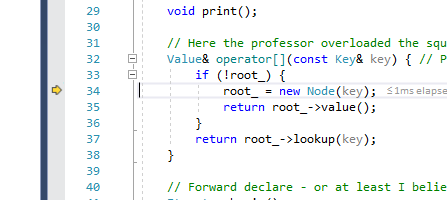 29 void print();
30
31 // Here the professor overloaded the squ
32 Value& operator[](const Key& key) { // P
33 if (!root_) {
34 root_ = new Node(key); ≤1ms elapse
35 return root_->value();
36 }
37 return root_->lookup(key);
38 }
39
40 // Forward declare - or at least I belie
41